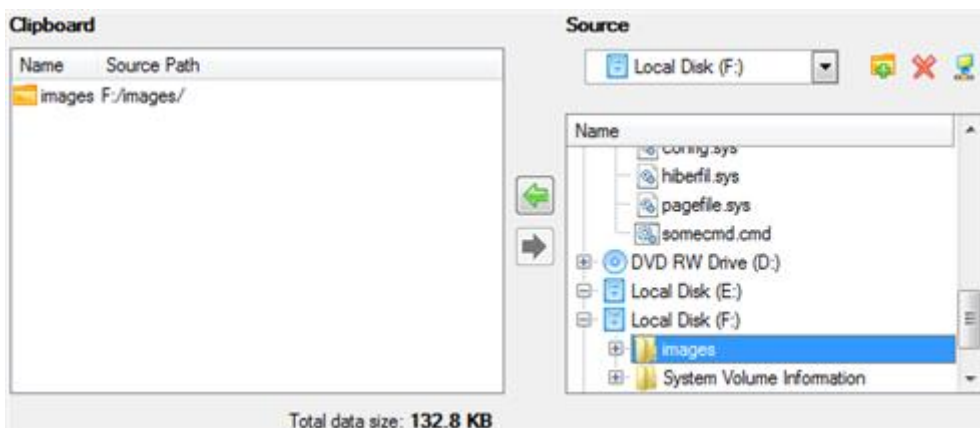 Clipboard
Name Source Path
images F:/images/
Total data size: 132.8 KB
Source
Local Disk (F:)
Name
config.sys
hiberfil.sys
pagefile.sys
somecmd.cmd
DVD RW Drive (D:)
Local Disk (E:)
Local Disk (F:)
images
System Volume Information